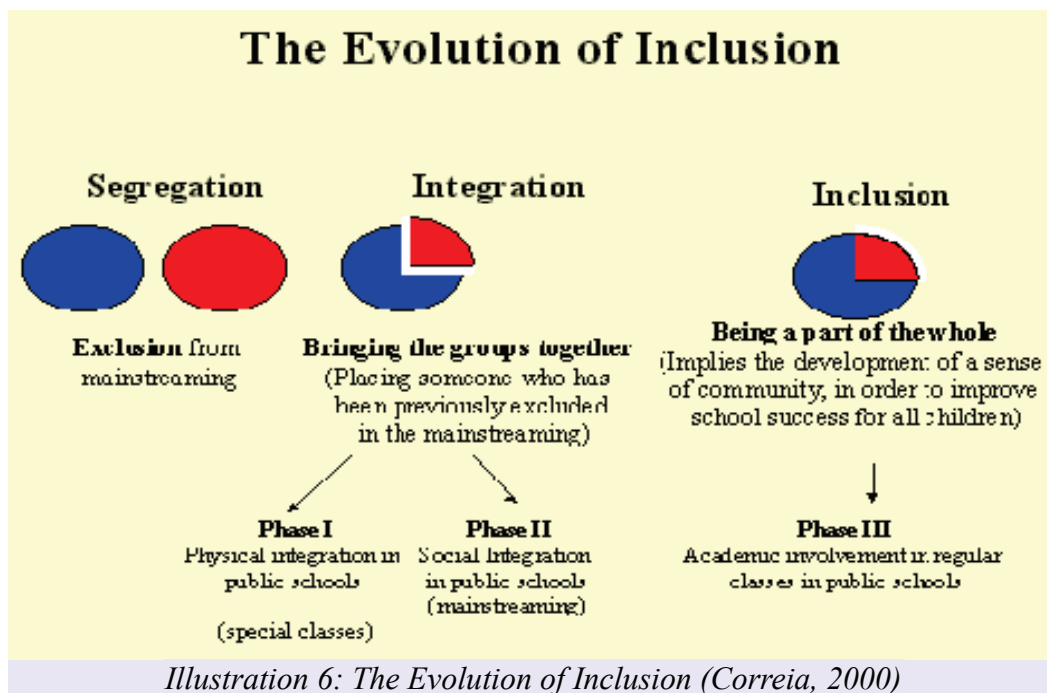 The Evolution of Inclusion
Segregation
Exclusion from
mainstreaming
Integration
Bringing the groups together
(Placing someone who has
been previously excluded
in the mainstreaming)
Inclusion
Being a part of the whole
(Implies the development of a sense
of community, in order to improve
school success for all children)
Phase I
Physical integration in
public schools
(special classes)
Phase II
Social Integration
in public schools
(mainstreaming)
Phase III
Academic involvement in regular
classes in public schools
Illustration 6: The Evolution of Inclusion (Correia, 2000)